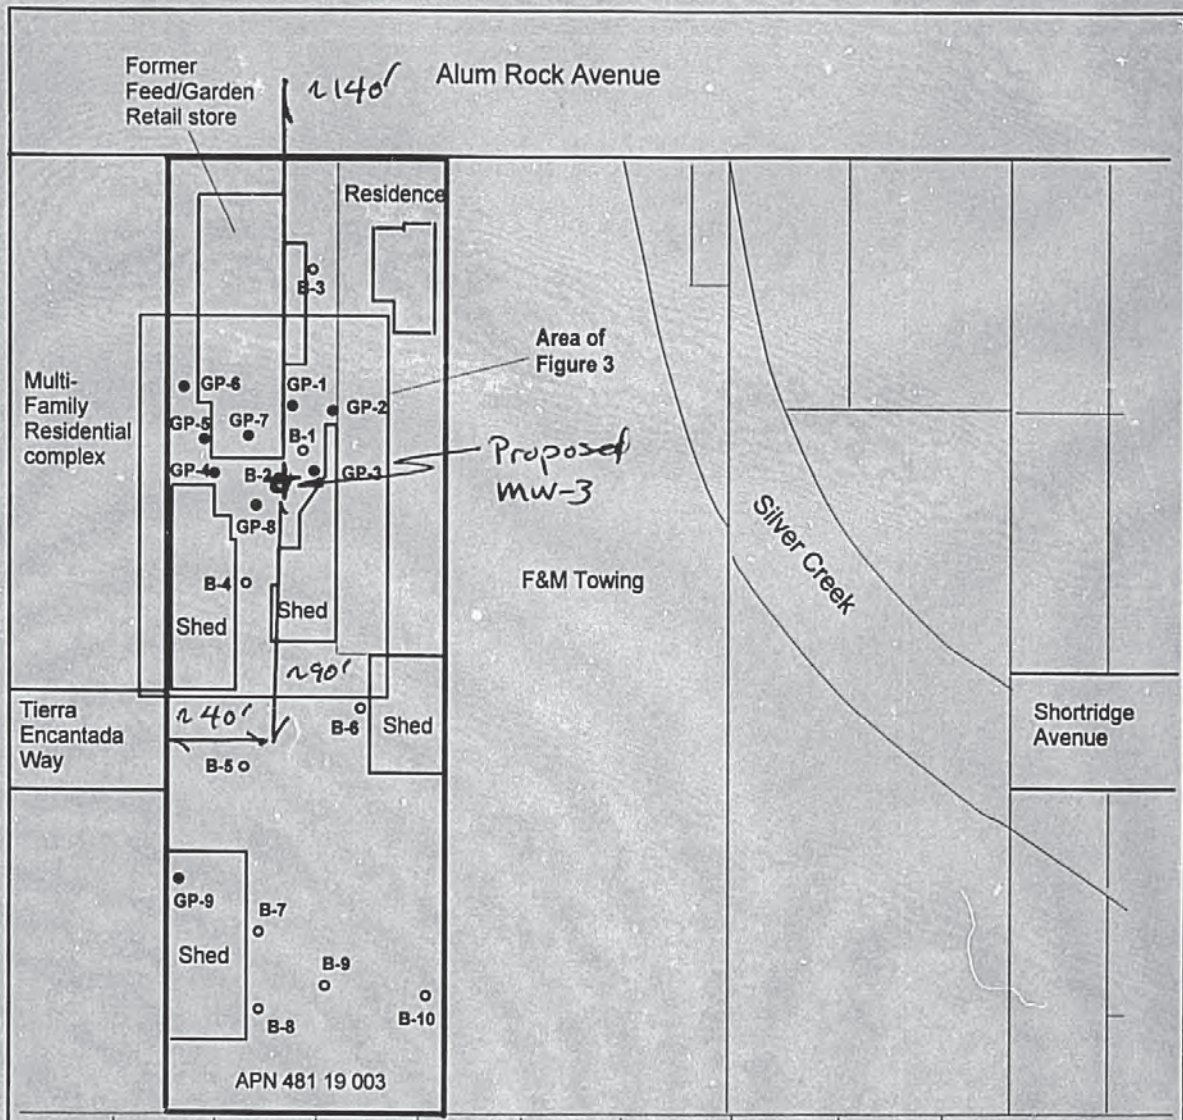 Former
Feed/Garden
Retail store
~140'
Alum Rock Avenue
Residence
B-3
Area of
Figure 3
Multi-
Family
Residential
complex
GP-6
GP-1
GP-2
GP-5
GP-7
B-1
GP-4
B-2
GP-3
Proposed
MW-3
GP-8
Silver Creek
B-4
F&M Towing
Shed
Shed
~90'
Tierra
Encantada
Way
~40'
B-6
Shed
Shortridge
Avenue
B-5
GP-9
B-7
Shed
B-9
B-8
B-10
APN 481 19 003